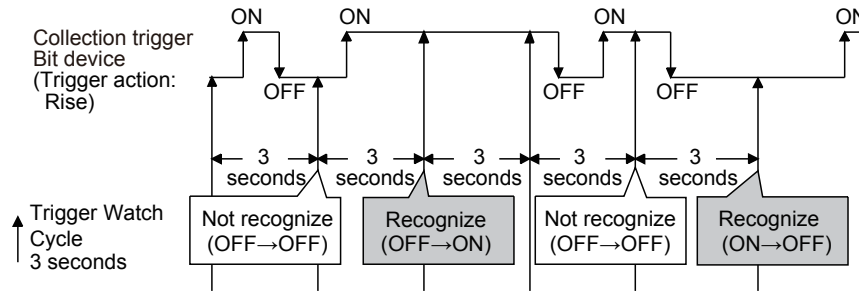 ON
ON
ON
ON
Collection trigger
Bit device
(Trigger action:
Rise)
OFF
OFF
OFF
3
seconds
3
seconds
3
seconds
3
seconds
3
seconds
Trigger Watch
Cycle
3 seconds
Not recognize
(OFF→OFF)
Recognize
(OFF→ON)
Not recognize
(OFF→OFF)
Recognize
(ON→OFF)